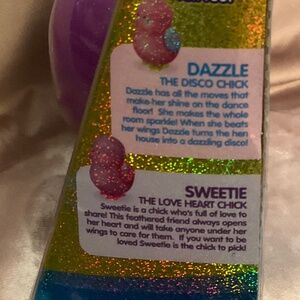 DAZZLE
THE DISCO CHICK
Dazzle has all the moves that
make her shine on the dance
floor! She makes the whole
room sparkle! When she beats
her wings Dazzle turns the hen
house into a dazzling disco!
SWEETIE
THE LOVE HEART CHICK
Sweetie is a chick who's full of love to
share! This feathered friend always opens
her heart and will take anyone under her
wings to care for them. If you want to be
loved Sweetie is the chick to pick!